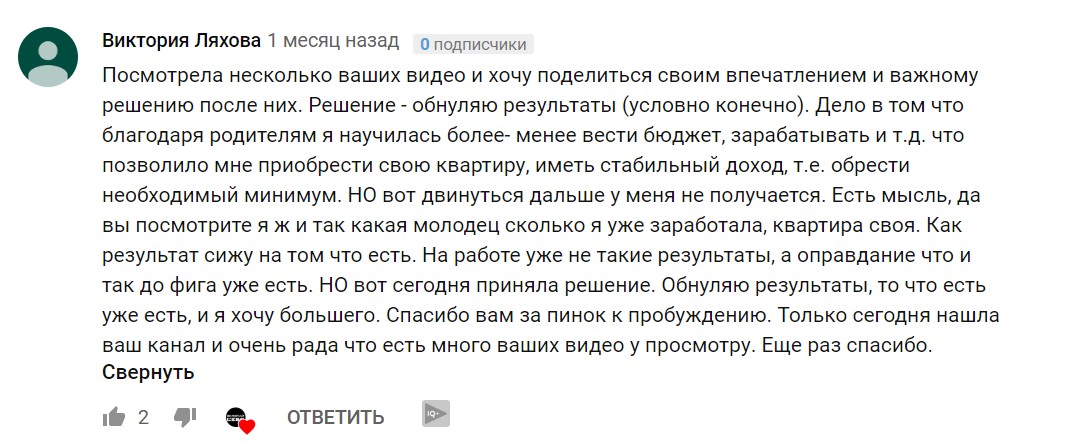 Виктория Ляхова 1 месяц назад 0 подписчики
Посмотрела несколько ваших видео и хочу поделиться своим впечатлением и важному
решению после них. Решение - обнуляю результаты (условно конечно). Дело в том что
благодаря родителям я научилась более- менее вести бюджет, зарабатывать и т.д. что
позволило мне приобрести свою квартиру, иметь стабильный доход, т.е. обрести
необходимый минимум. НО вот двинуться дальше у меня не получается. Есть мысль, да
вы посмотрите я ж и так какая молодец сколько я уже заработала, квартира своя. Как
результат сижу на том что есть. На работе уже не такие результаты, а оправдание что и
так до фига уже есть. НО вот сегодня приняла решение. Обнуляю результаты, то что есть
уже есть, и я хочу большего. Спасибо вам за пинок к пробуждению. Только сегодня нашла
ваш канал и очень рада что есть много ваших видео у просмотру. Еще раз спасибо.
Свернуть
2 ОТВЕТИТЬ IQ+